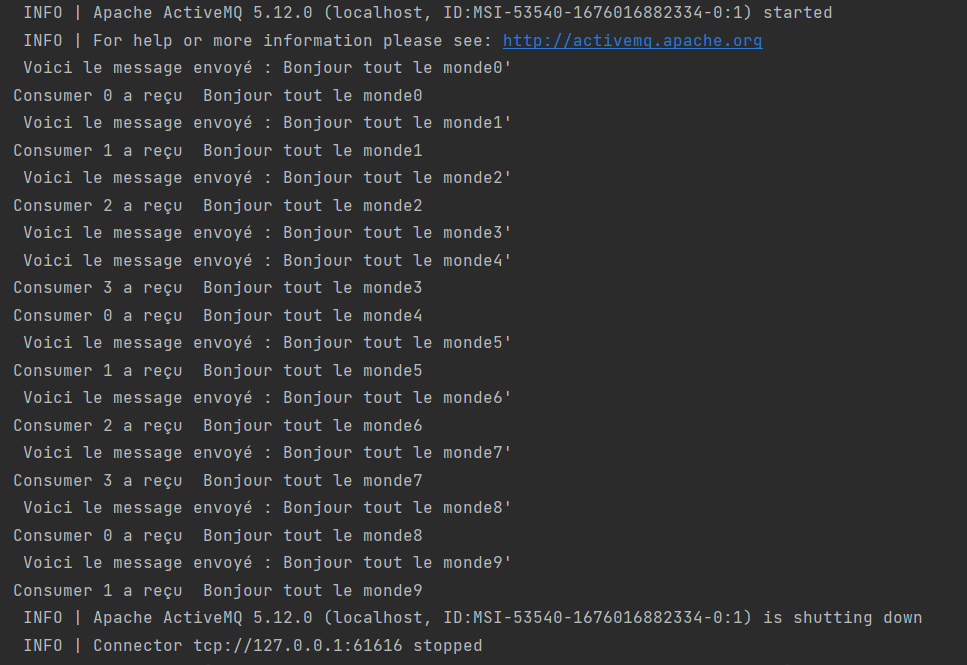 INFO | Apache ActiveMQ 5.12.0 (localhost, ID:MSI-53540-1676016882334-0:1) started
INFO | For help or more information please see: http://activemq.apache.org
Voici le message envoyé : Bonjour tout le monde0'
Consumer 0 a reçu  Bonjour tout le monde0
Voici le message envoyé : Bonjour tout le monde1'
Consumer 1 a reçu  Bonjour tout le monde1
Voici le message envoyé : Bonjour tout le monde2'
Consumer 2 a reçu  Bonjour tout le monde2
Voici le message envoyé : Bonjour tout le monde3'
Voici le message envoyé : Bonjour tout le monde4'
Consumer 3 a reçu  Bonjour tout le monde3
Consumer 0 a reçu  Bonjour tout le monde4
Voici le message envoyé : Bonjour tout le monde5'
Consumer 1 a reçu  Bonjour tout le monde5
Voici le message envoyé : Bonjour tout le monde6'
Consumer 2 a reçu  Bonjour tout le monde6
Voici le message envoyé : Bonjour tout le monde7'
Consumer 3 a reçu  Bonjour tout le monde7
Voici le message envoyé : Bonjour tout le monde8'
Consumer 0 a reçu  Bonjour tout le monde8
Voici le message envoyé : Bonjour tout le monde9'
Consumer 1 a reçu  Bonjour tout le monde9
INFO | Apache ActiveMQ 5.12.0 (localhost, ID:MSI-53540-1676016882334-0:1) is shutting down
INFO | Connector tcp://127.0.0.1:61616 stopped